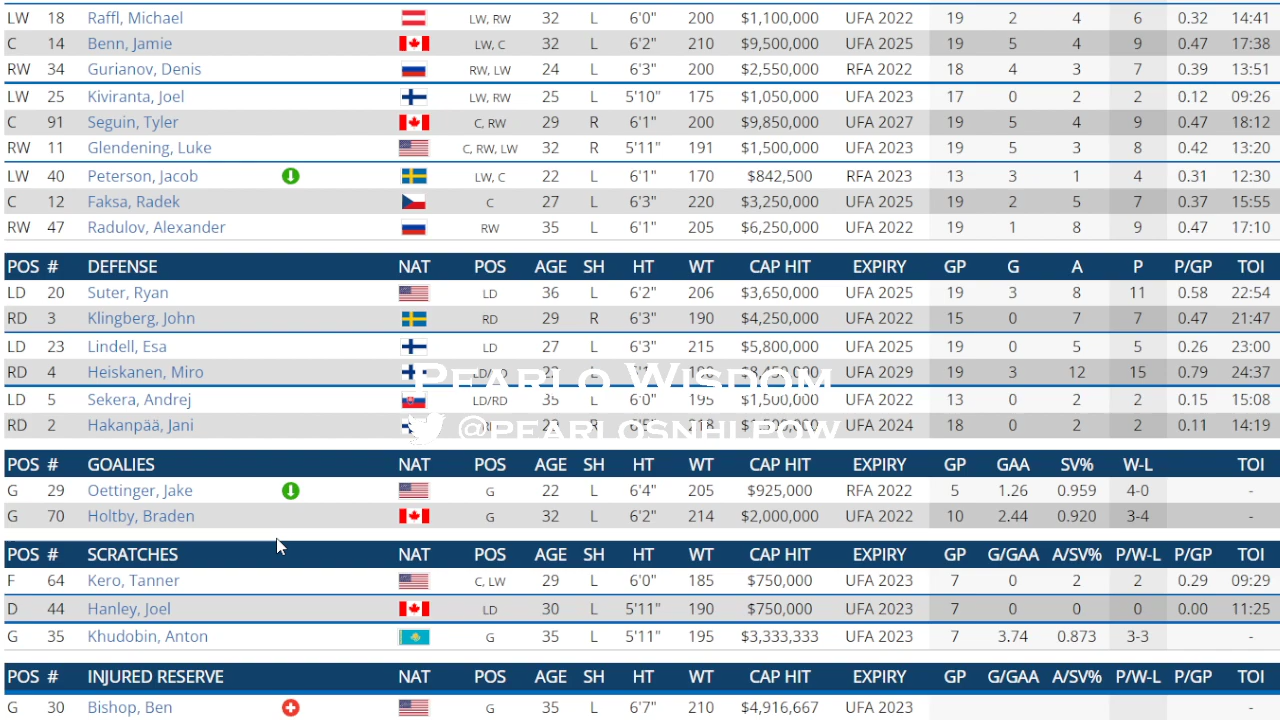 LW 18 Raffl, Michael LW, RW 32 L 6'0" 200 $1,100,000 UFA 2022 19 2 4 6 0.32 14:41
C 14 Benn, Jamie LW, C 32 L 6'2" 210 $9,500,000 UFA 2025 19 5 4 9 0.47 17:38
RW 34 Gurianov, Denis RW, LW 24 L 6'3" 200 $2,550,000 RFA 2022 18 4 3 7 0.39 13:51
LW 25 Kiviranta, Joel LW, RW 25 L 5'10" 175 $1,050,000 UFA 2023 17 0 2 2 0.12 09:26
C 91 Seguin, Tyler C, RW 29 R 6'1" 200 $9,850,000 UFA 2027 19 5 4 9 0.47 18:12
RW 11 Glendening, Luke C, RW, LW 32 R 5'11" 191 $1,500,000 UFA 2023 19 5 3 8 0.42 13:20
LW 40 Peterson, Jacob LW, C 22 L 6'1" 170 $842,500 RFA 2023 13 3 1 4 0.31 12:30
C 12 Faksa, Radek C 27 L 6'3" 220 $3,250,000 UFA 2025 19 2 5 7 0.37 15:55
RW 47 Radulov, Alexander RW 35 L 6'1" 205 $6,250,000 UFA 2022 19 1 8 9 0.47 17:10
POS # DEFENSE NAT POS AGE SH HT WT CAP HIT EXPIRY GP G A P P/GP TOI
LD 20 Suter, Ryan LD 36 L 6'2" 206 $3,650,000 UFA 2025 19 3 8 11 0.58 22:54
RD 3 Klingberg, John RD 29 R 6'3" 190 $4,250,000 UFA 2022 15 0 7 7 0.47 21:47
LD 23 Lindell, Esa LD 27 L 6'3" 215 $5,800,000 UFA 2025 19 0 5 5 0.26 23:00
RD 4 Heiskanen, Miro UFA 2029 19 3 12 15 0.79 24:37
Pearlo Wisdom
LD 5 Sekera, Andrej LD/RD 35 L 6'0" 195 $1,500,000 UFA 2022 13 0 2 2 0.15 15:08
RD 2 Hakanpää, Jani R UFA 2024 18 0 2 2 0.11 14:19
@pearlosnhlpow
POS # GOALIES NAT POS AGE SH HT WT CAP HIT EXPIRY GP GAA SV% W-L TOI
G 29 Oettinger, Jake G 22 L 6'4" 205 $925,000 RFA 2022 5 1.26 0.959 4-0 -
G 70 Holtby, Braden G 32 L 6'2" 214 $2,000,000 UFA 2022 10 2.44 0.920 3-4 -
POS # SCRATCHES NAT POS AGE SH HT WT CAP HIT EXPIRY GP G/GAA A/SV% P/W-L P/GP TOI
F 64 Kero, Tanner C, LW 29 L 6'0" 185 $750,000 UFA 2023 7 0 2 2 0.29 09:29
D 44 Hanley, Joel LD 30 L 5'11" 190 $750,000 UFA 2023 7 0 0 0 0.00 11:25
G 35 Khudobin, Anton G 35 L 5'11" 195 $3,333,333 UFA 2023 7 3.74 0.873 3-3 -
POS # INJURED RESERVE NAT POS AGE SH HT WT CAP HIT EXPIRY GP G/GAA A/SV% P/W-L P/GP TOI
G 30 Bishop, Ben G 35 L 6'7" 210 $4,916,667 UFA 2023 -